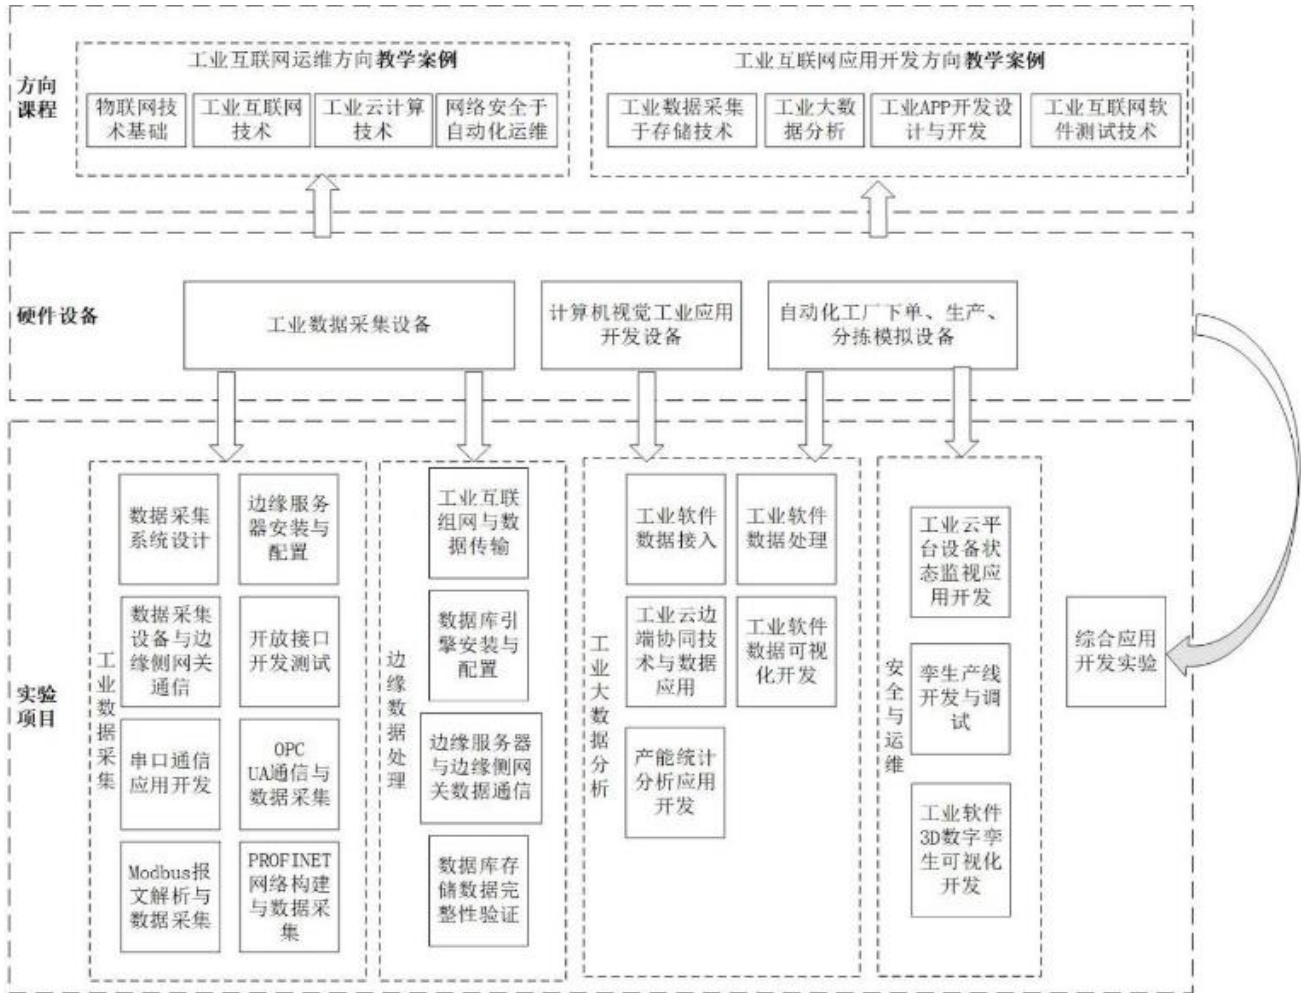 方向
课程
工业互联网运维方向教学案例
物联网技
术基础
工业互联网
技术
工业云计算
技术
网络安全于
自动化运维
工业互联网应用开发方向教学案例
工业数据采集
于存储技术
工业大数
据分析
工业APP开发设
计与开发
工业互联网软
件测试技术
硬件设备
工业数据采集设备
计算机视觉工业应用
开发设备
自动化工厂下单、生产、
分拣模拟设备
实验
项目
工业数据采集
数据采集
系统设计
边缘服务
器安装与
配置
数据采集
设备与边
缘侧网关
通信
开放接口
开发测试
串口通信
应用开发
OPC
UA通信与
数据采集
Modbus报
文解析与
数据采集
PROFINET
网络构建
与数据采
集
边缘数据处理
工业互联
组网与数
据传输
数据库引
擎安装与
配置
边缘服务器
与边缘侧网
关数据通信
数据库存
储数据完
整性验证
工业大数据分析
工业软件
数据接入
工业软件
数据处理
工业云边
端协同技
术与数据
应用
工业软件
数据可视
化开发
产能统计
分析应用
开发
安全与运维
工业云平
台设备状
态监视应
用开发
孪生产线
开发与调
试
工业软件
3D数字孪
生可视化
开发
综合应用
开发实验